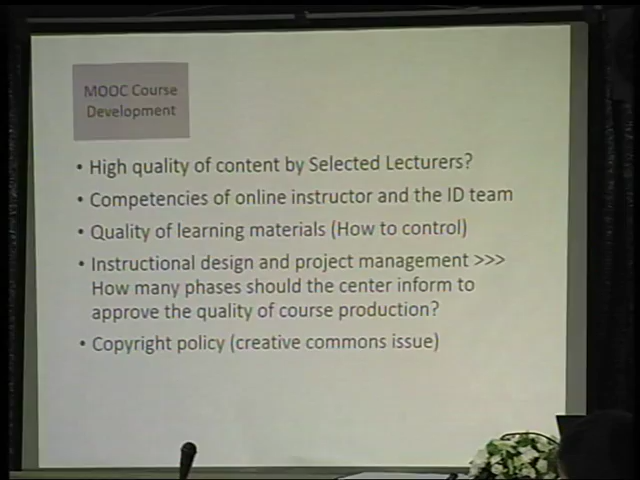 MOOC Course
Development
• High quality of content by Selected Lecturers?
• Competencies of online instructor and the ID team
• Quality of learning materials (How to control)
• Instructional design and project management >>>
How many phases should the center inform to
approve the quality of course production?
• Copyright policy (creative commons issue)